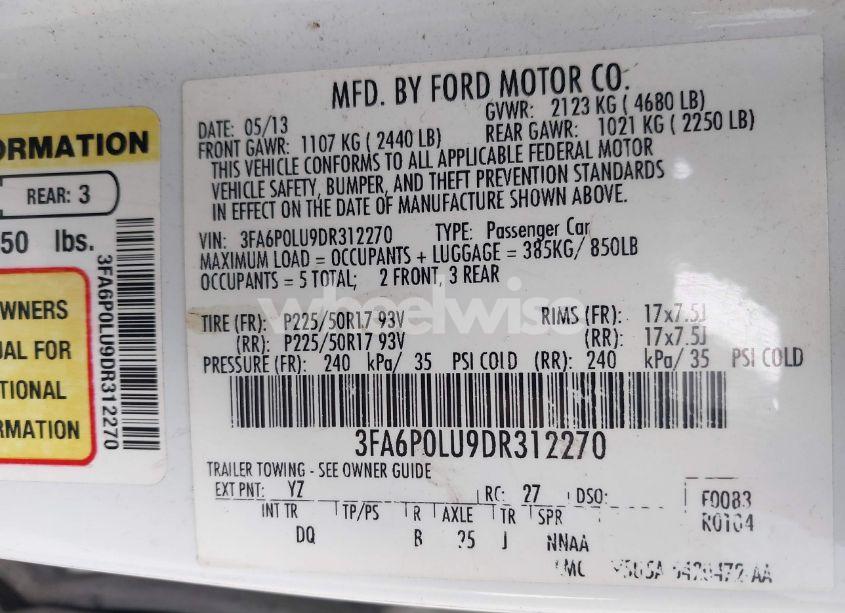 ORMATION
REAR: 3
50 lbs.
WNERS
UAL FOR
TIONAL
RMATION
3FA6P0LU9DR312270
MFD. BY FORD MOTOR CO.
DATE: 05/13 GVWR: 2123 KG ( 4680 LB)
FRONT GAWR: 1107 KG ( 2440 LB) REAR GAWR: 1021 KG ( 2250 LB)
THIS VEHICLE CONFORMS TO ALL APPLICABLE FEDERAL MOTOR
VEHICLE SAFETY, BUMPER, AND THEFT PREVENTION STANDARDS
IN EFFECT ON THE DATE OF MANUFACTURE SHOWN ABOVE.
VIN: 3FA6P0LU9DR312270 TYPE: Passenger Car
MAXIMUM LOAD = OCCUPANTS + LUGGAGE = 385KG/ 850LB
OCCUPANTS = 5 TOTAL; 2 FRONT, 3 REAR
wheelwise
TIRE (FR): P225/50R17 93V RIMS (FR): 17x7.5J
(RR): P225/50R17 93V (RR): 17x7.5J
PRESSURE (FR): 240 kPa/ 35 PSI COLD (RR): 240 kPa/ 35 PSI COLD
3FA6P0LU9DR312270
TRAILER TOWING - SEE OWNER GUIDE
EXT PNT: YZ RC: 27 DSO: F0083
INT TR TP/PS R AXLE TR SPR R0104
DQ B 25 J NNAA